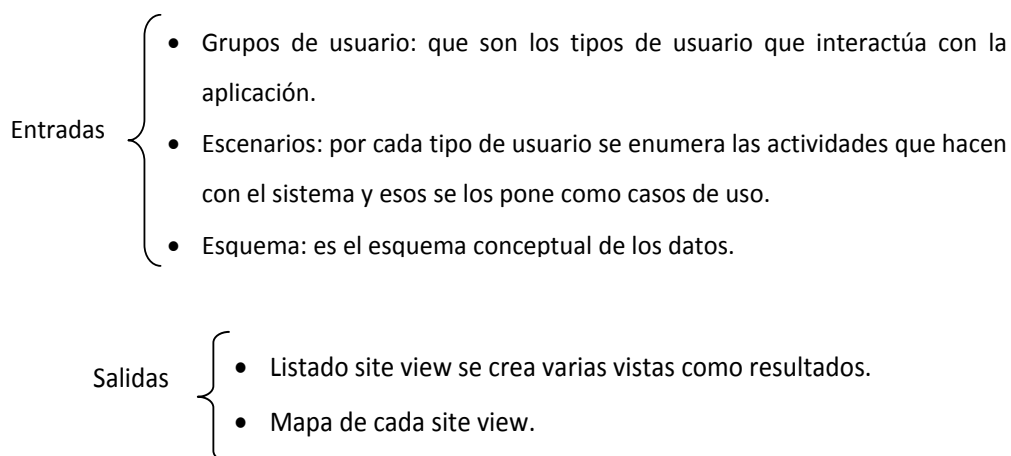 • Grupos de usuario: que son los tipos de usuario que interactúa con la
aplicación.
Entradas
• Escenarios: por cada tipo de usuario se enumera las actividades que hacen
con el sistema y esos se los pone como casos de uso.
• Esquema: es el esquema conceptual de los datos.
Salidas
• Listado site view se crea varias vistas como resultados.
• Mapa de cada site view.